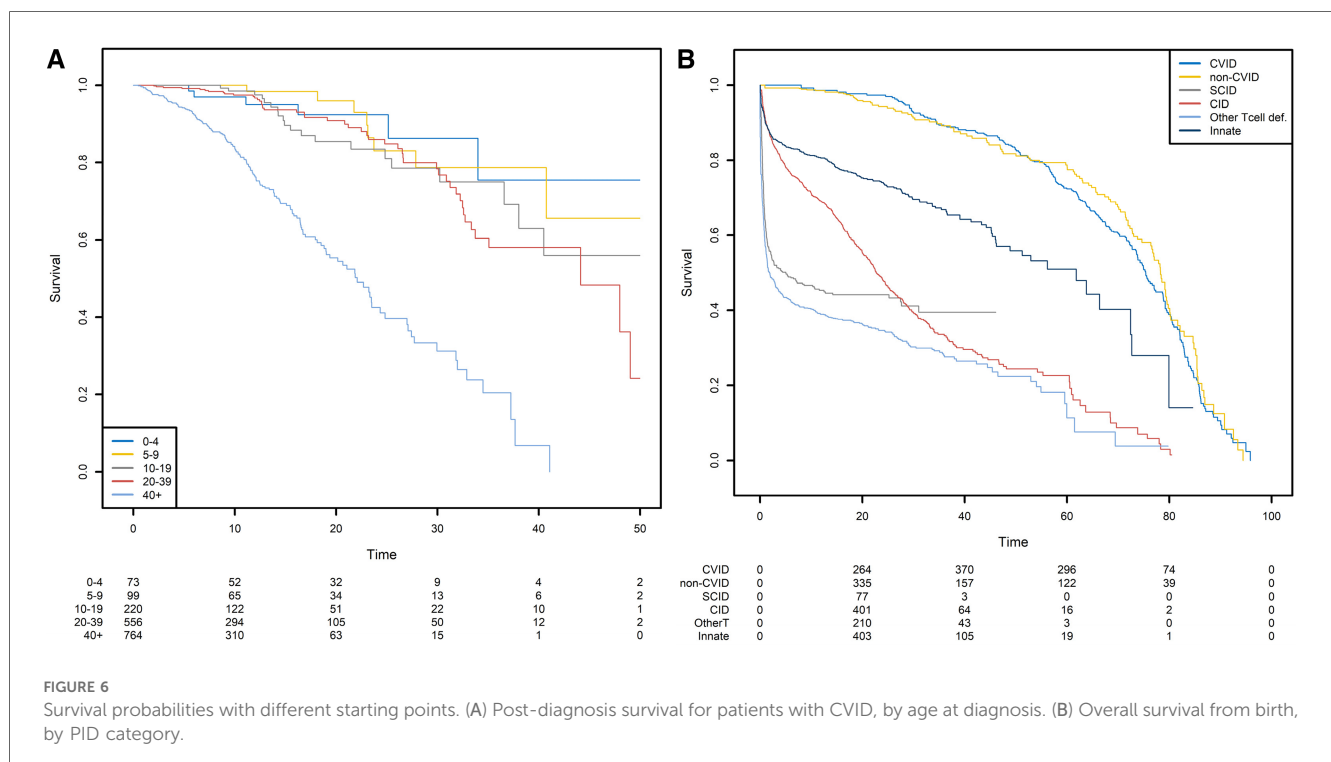 A
1.0
0.8
0.6
0.4
0.2
0.0
Survival
0-4
5-9
10-19
20-39
40+
0 10 20 30 40 50
Time
0-4 73 52 32 9 4 2
5-9 99 65 34 13 6 2
10-19 220 122 51 22 10 1
20-39 556 294 105 50 12 2
40+ 764 310 63 15 1 0
B
1.0
0.8
0.6
0.4
0.2
0.0
Survival
CVID
non-CVID
SCID
CID
Other Tcell def.
Innate
0 20 40 60 80 100
Time
CVID 0 264 370 296 74 0
non-CVID 0 335 157 122 39 0
SCID 0 77 3 0 0 0
CID 0 401 64 16 2 0
OtherT 0 210 43 3 0 0
Innate 0 403 105 19 1 0
FIGURE 6
Survival probabilities with different starting points. (A) Post-diagnosis survival for patients with CVID, by age at diagnosis. (B) Overall survival from birth,
by PID category.